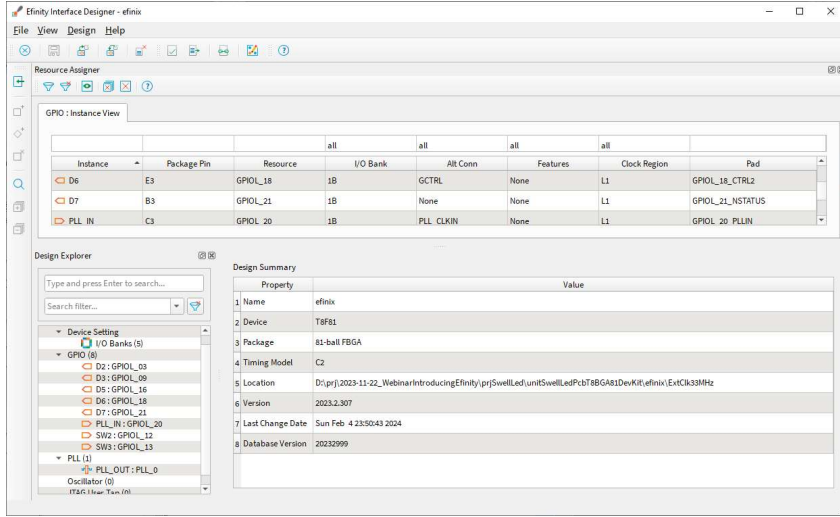 Efinity Interface Designer - efinix
File View Design Help
Resource Assigner
GPIO : Instance View
all all all all
Instance Package Pin Resource I/O Bank Alt Conn Features Clock Region Pad
D6 E3 GPIOL_18 1B GCTRL None L1 GPIOL_18_CTRL2
D7 B3 GPIOL_21 1B None None L1 GPIOL_21_NSTATUS
PLL_IN C3 GPIOL_20 1B PLL_CLKIN None L1 GPIOL_20_PLLIN
Design Explorer
Type and press Enter to search...
Search filter...
Device Setting
I/O Banks (5)
GPIO (8)
D2 : GPIOL_03
D3 : GPIOL_09
D5 : GPIOL_16
D6 : GPIOL_18
D7 : GPIOL_21
PLL_IN : GPIOL_20
SW2 : GPIOL_12
SW3 : GPIOL_13
PLL (1)
PLL_OUT : PLL_0
Oscillator (0)
JTAG User Tap (0)
Design Summary
Property Value
1 Name efinix
2 Device T8F81
3 Package 81-ball FBGA
4 Timing Model C2
5 Location D:\prj\2023-11-22_WebinarIntroducingEfinity\prjSwellLed\unitSwellLedPcbT8BGA81DevKit\efinix\ExtClk33MHz
6 Version 2023.2.307
7 Last Change Date Sun Feb 4 23:50:43 2024
8 Database Version 20232999